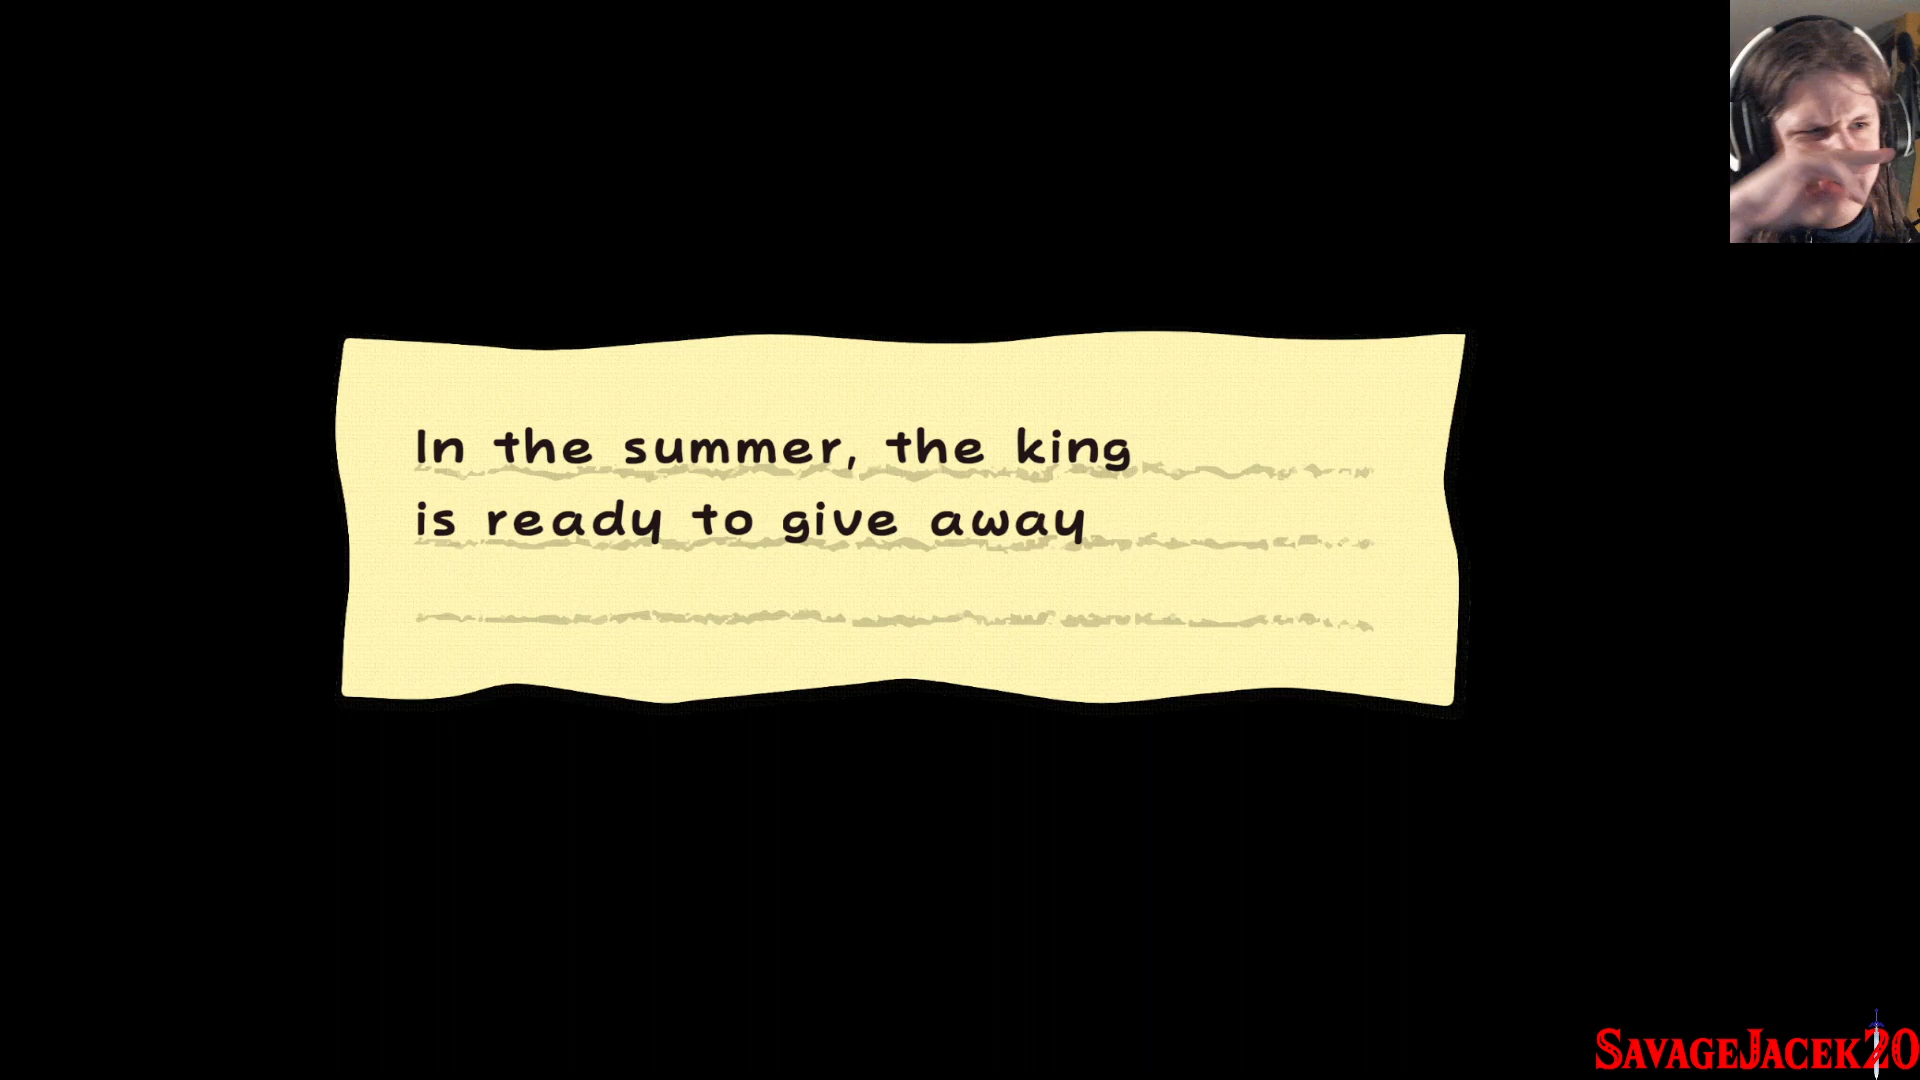 In the summer, the king
is ready to give away
SAVAGEJACEK20